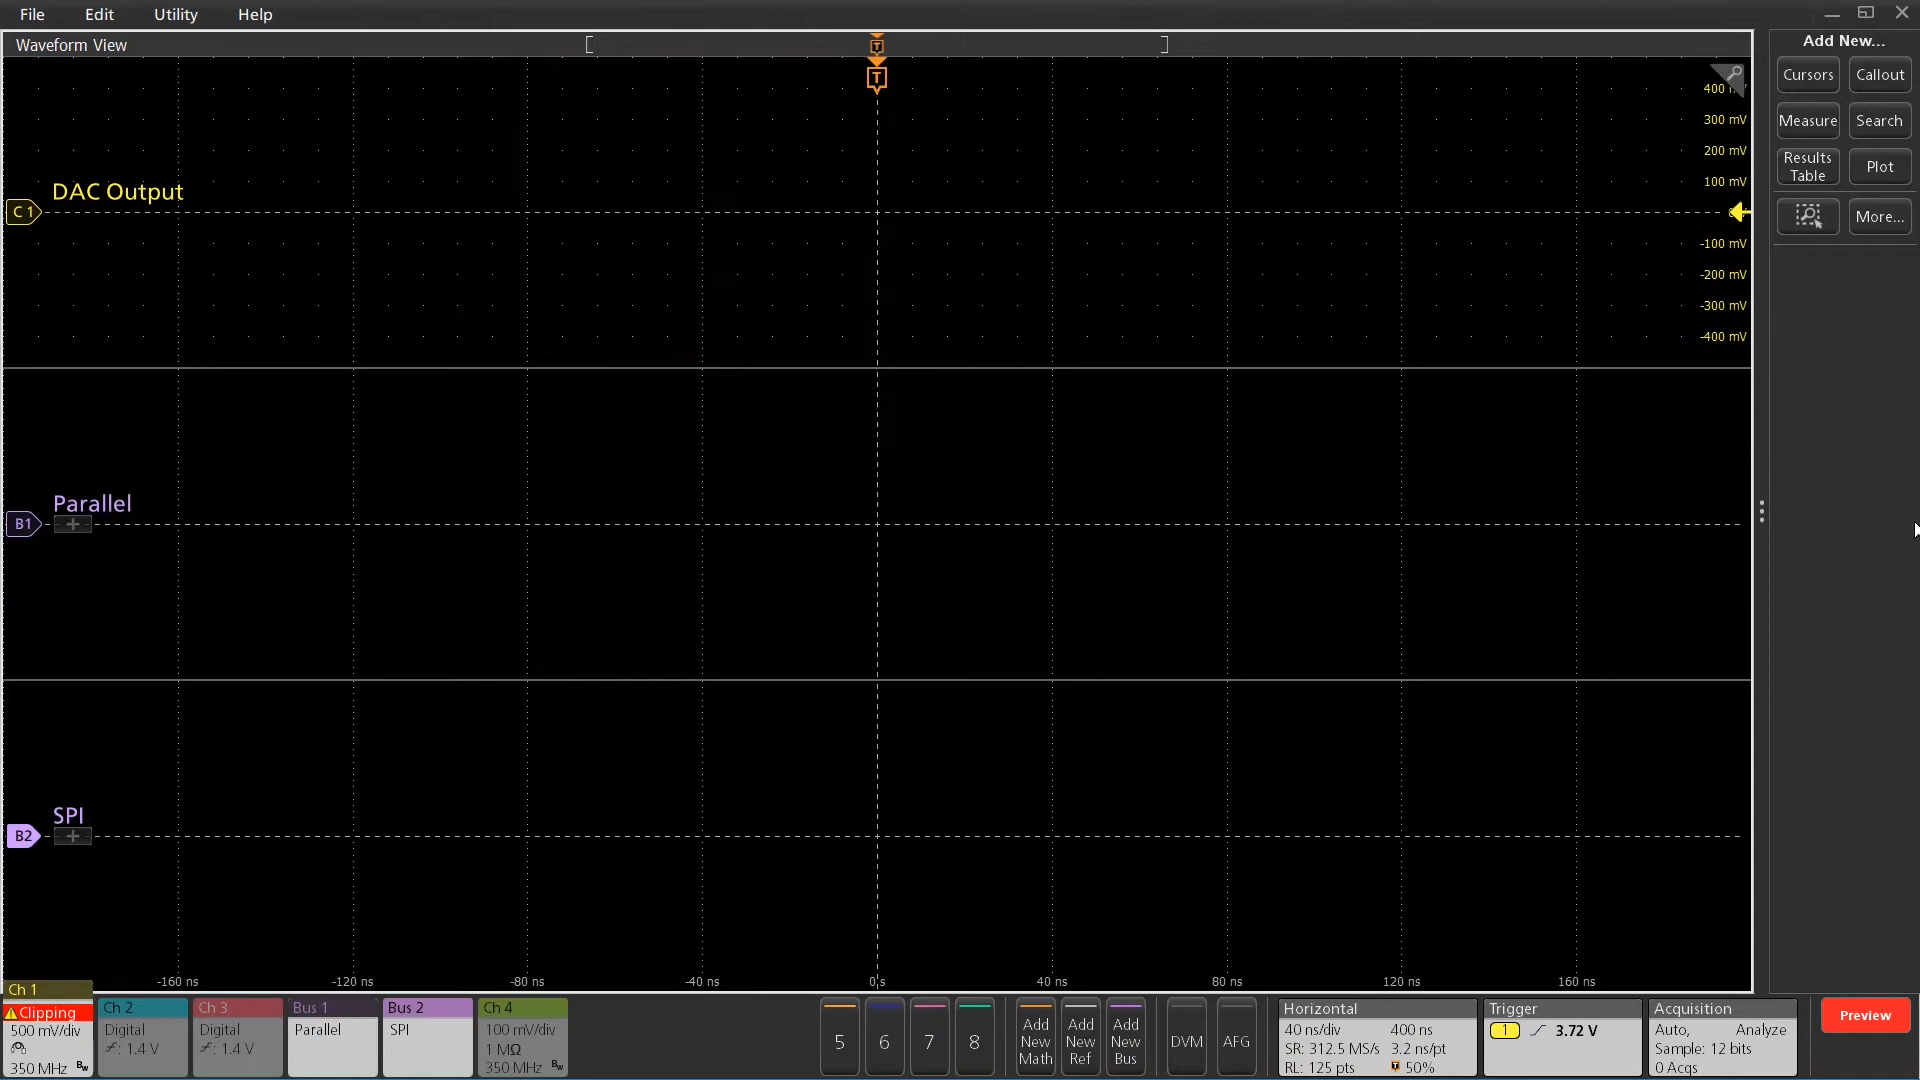 File Edit Utility Help
Waveform View
T
T
Add New...
Cursors Callout
Measure Search
Results Table Plot
More...
400
300 mV
200 mV
100 mV
-100 mV
-200 mV
-300 mV
-400 mV
DAC Output
C 1
Parallel
B1
SPI
B2
-160 ns -120 ns -80 ns -40 ns 0 s 40 ns 80 ns 120 ns 160 ns
Ch 1
Clipping
500 mV/div
350 MHz Bw
Ch 2
Digital
: 1.4 V
Ch 3
Digital
: 1.4 V
Bus 1
Parallel
Bus 2
SPI
Ch 4
100 mV/div
1 MΩ
350 MHz Bw
5 6 7 8
Add New Math
Add New Ref
Add New Bus
DVM
AFG
Horizontal
40 ns/div 400 ns
SR: 312.5 MS/s 3.2 ns/pt
RL: 125 pts T 50%
Trigger
1 3.72 V
Acquisition
Auto, Analyze
Sample: 12 bits
0 Acqs
Preview